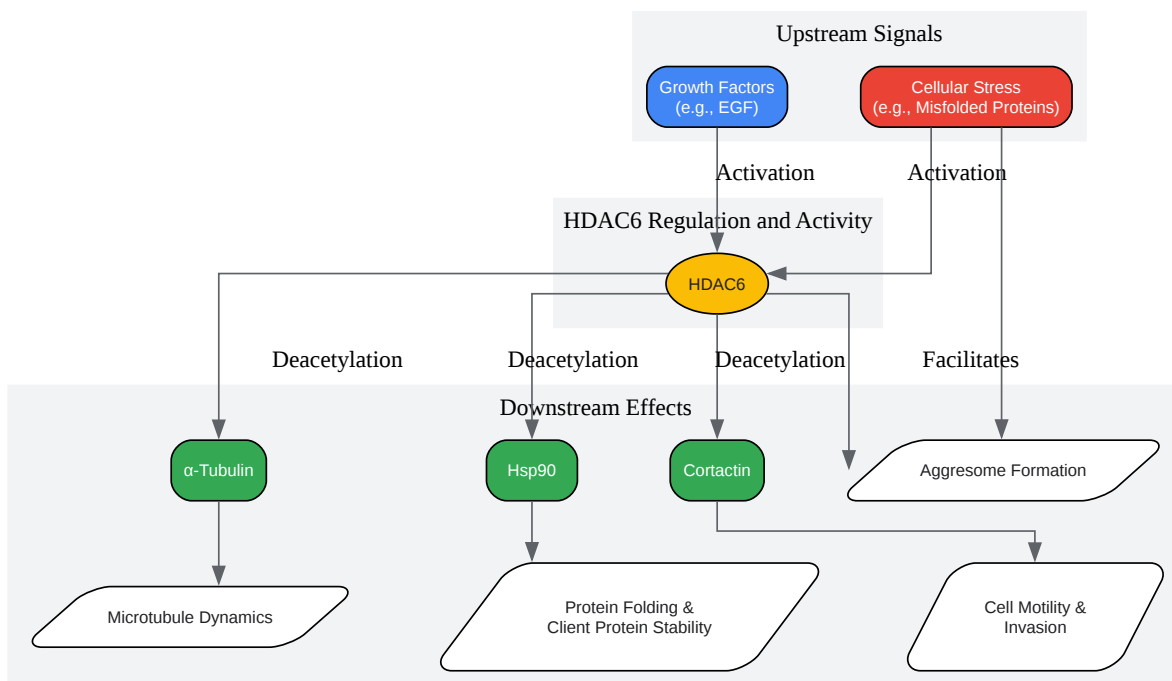 Upstream Signals
Growth Factors
(e.g., EGF)
Cellular Stress
(e.g., Misfolded Proteins)
Activation
Activation
HDAC6 Regulation and Activity
HDAC6
Deacetylation
Deacetylation
Deacetylation
Facilitates
Downstream Effects
α-Tubulin
Hsp90
Cortactin
Aggresome Formation
Microtubule Dynamics
Protein Folding &
Client Protein Stability
Cell Motility &
Invasion